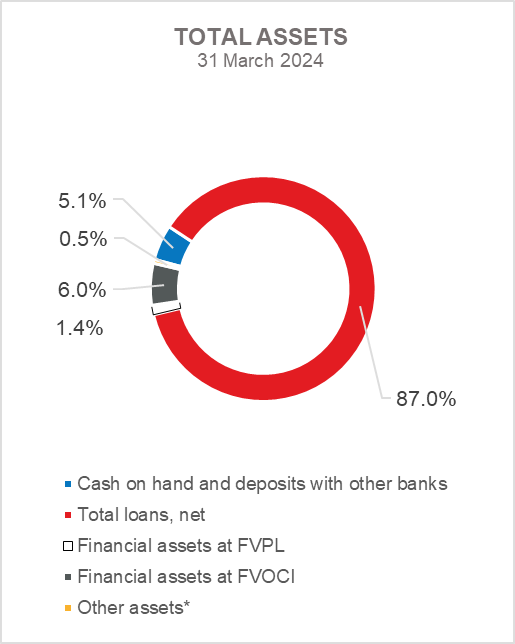 TOTAL ASSETS
31 March 2024
5.1%
0.5%
6.0%
1.4%
87.0%
Cash on hand and deposits with other banks
Total loans, net
Financial assets at FVPL
Financial assets at FVOCI
Other assets*